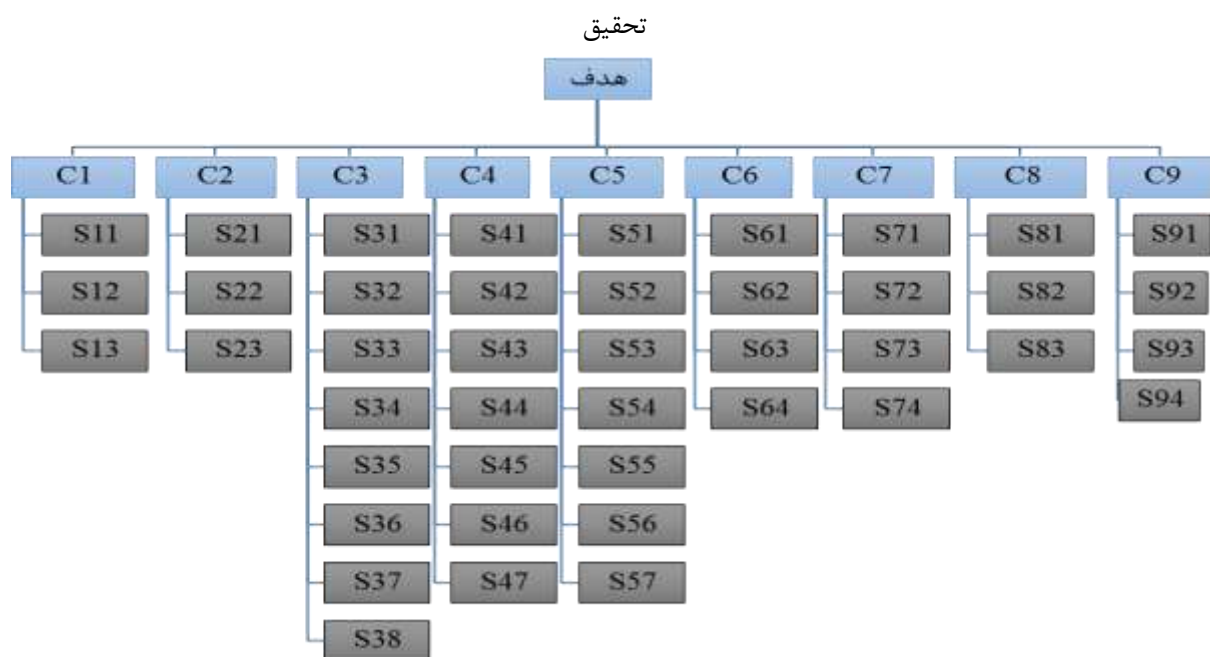 تحقیق
هدف
C1 C2 C3 C4 C5 C6 C7 C8 C9
S11 S21 S31 S41 S51 S61 S71 S81 S91
S12 S22 S32 S42 S52 S62 S72 S82 S92
S13 S23 S33 S43 S53 S63 S73 S83 S93
S34 S44 S54 S64 S74 S94
S35 S45 S55
S36 S46 S56
S37 S47 S57
S38